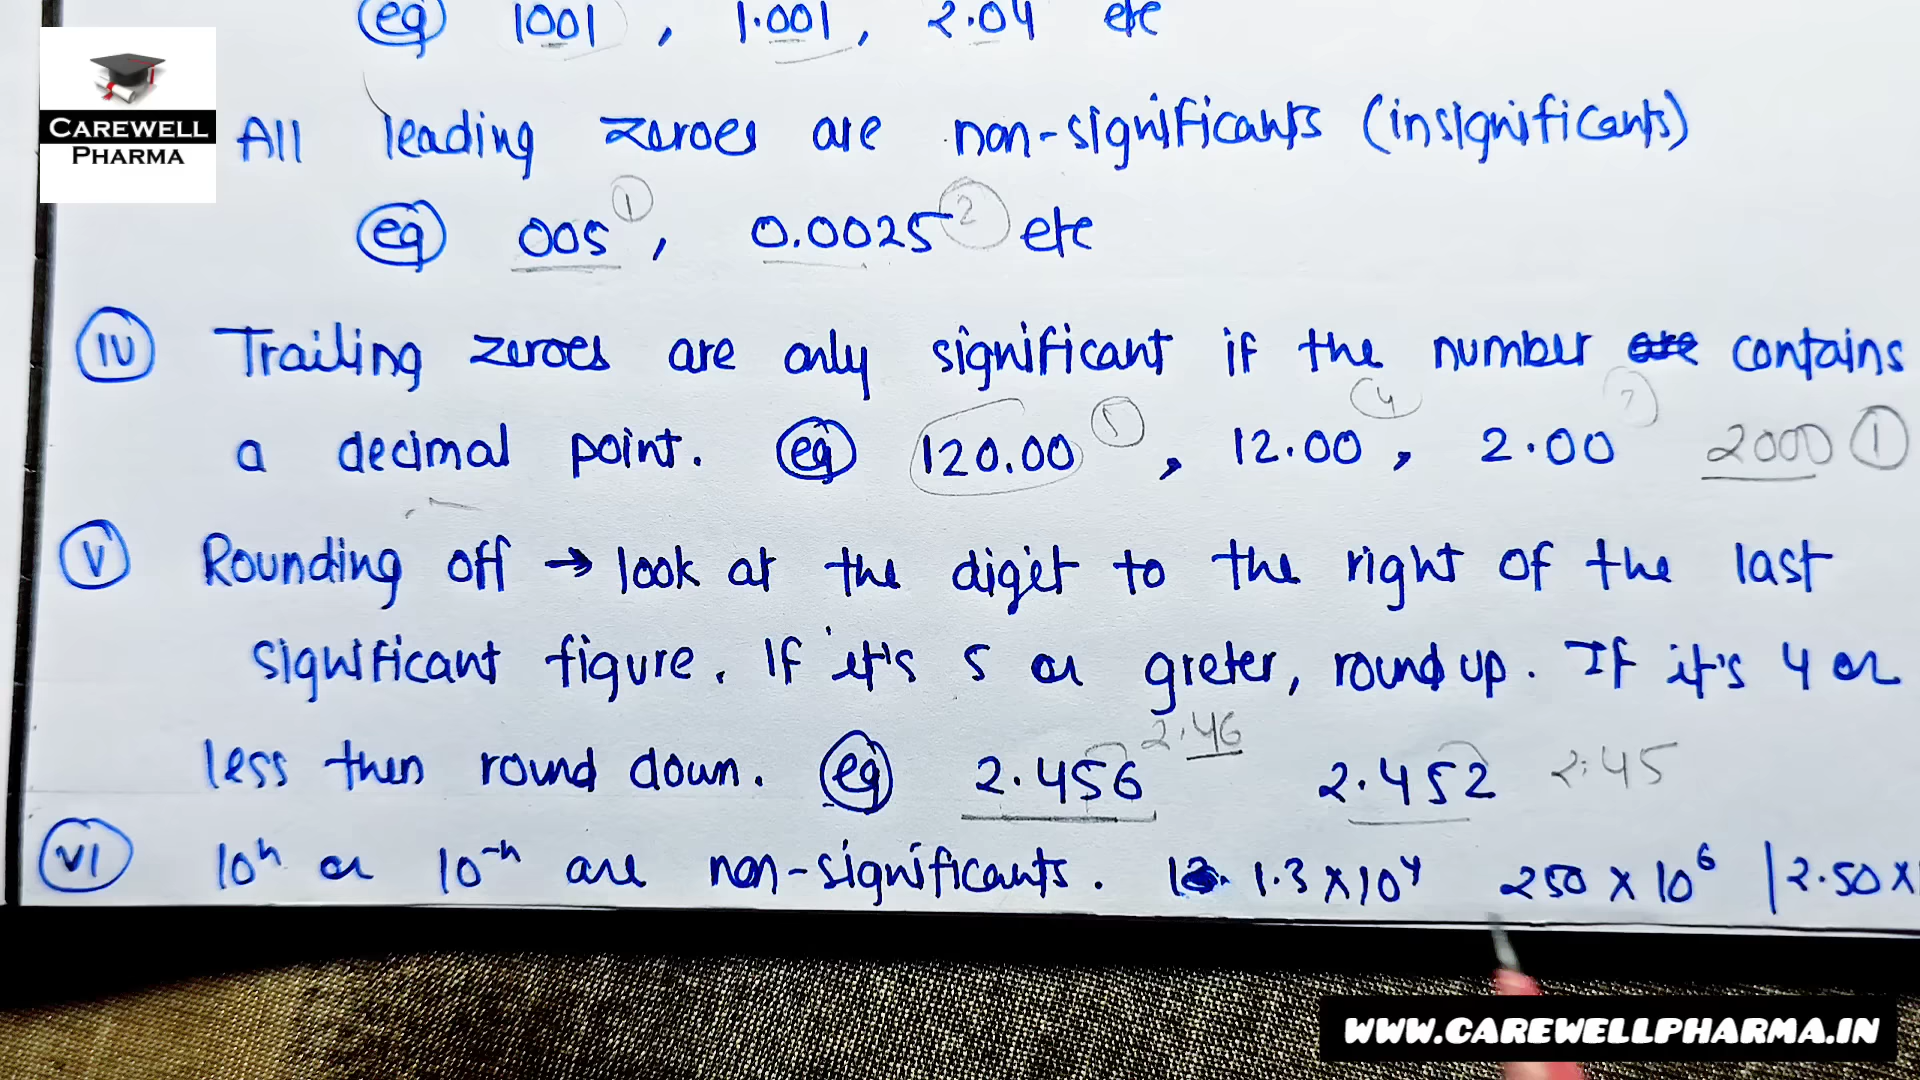 eg 1001 , 1.001 , 2.04 etc
CAREWELL
PHARMA
All leading zeroes are non-significants (insignificants)
eg 005 ① , 0.0025 ② etc
IV Trailing zeroes are only significant if the number contains
a decimal point. eg 120.00 ⑤ , 12.00 ④ , 2.00 2000 ①
V Rounding off → look at the digit to the right of the last
significant figure. If it's 5 or greter, round up. If it's 4 or
less then round down. eg 2.456 2.46 2.452 2.45
VI 10ⁿ or 10⁻ⁿ are non-significants. 1.3 × 10⁴ 250 × 10⁶ | 2.50 ×
WWW.CAREWELLPHARMA.IN